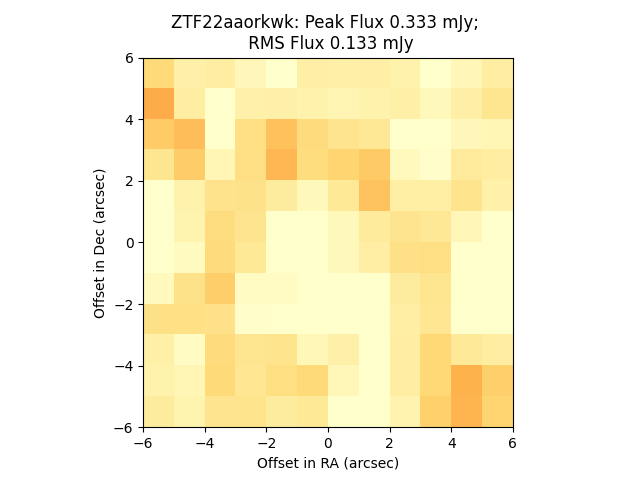 ZTF22aaorkwk: Peak Flux 0.333 mJy;
RMS Flux 0.133 mJy
6
4
2
0
−2
−4
−6
Offset in Dec (arcsec)
−6 −4 −2 0 2 4 6
Offset in RA (arcsec)